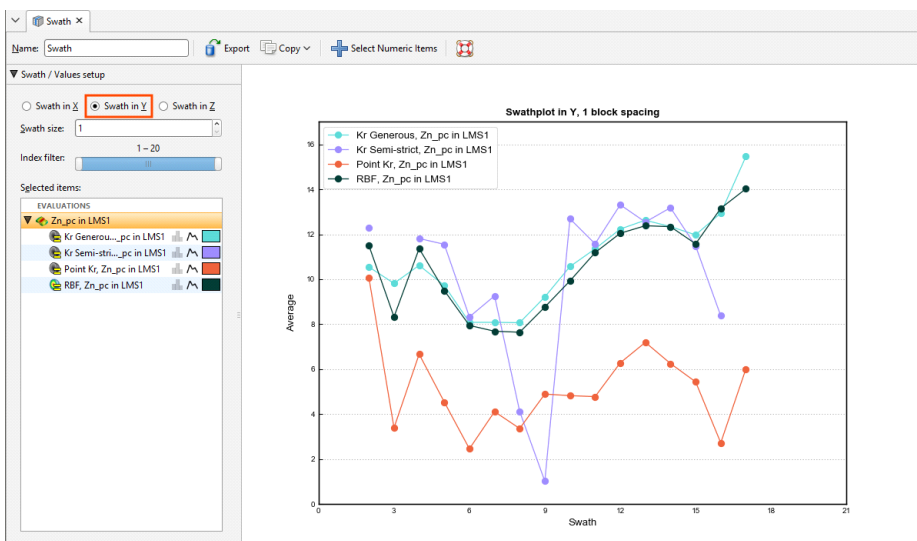 Swath ×
Name: Swath Export Copy Select Numeric Items
Swath / Values setup
Swath in X Swath in Y Swath in Z
Swath size: 1
1 – 20
Index filter:
Selected items:
EVALUATIONS
Zn_pc in LMS1
Kr Generou..._pc in LMS1
Kr Semi-stri..._pc in LMS1
Point Kr, Zn_pc in LMS1
RBF, Zn_pc in LMS1
Swathplot in Y, 1 block spacing
Kr Generous, Zn_pc in LMS1
Kr Semi-strict, Zn_pc in LMS1
Point Kr, Zn_pc in LMS1
RBF, Zn_pc in LMS1
16
14
12
10
8
6
4
2
0
Average
0 3 6 9 12 15 18 21
Swath